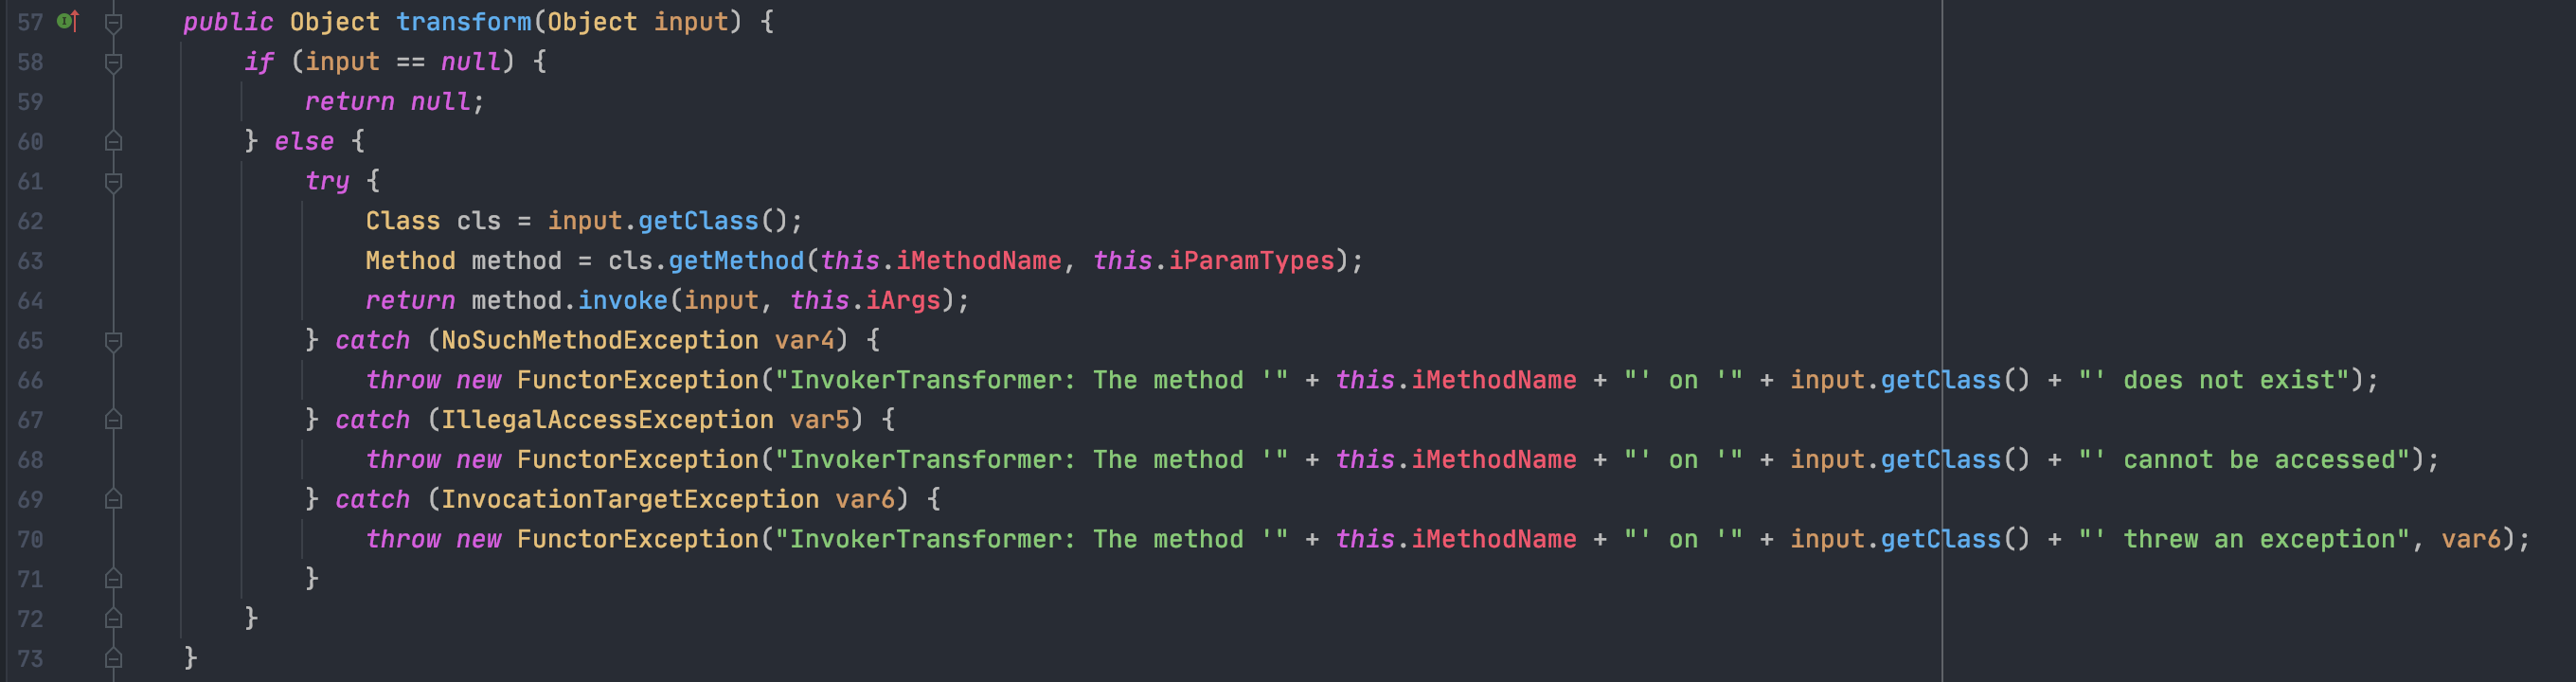 57 public Object transform(Object input) {
58 if (input == null) {
59 return null;
60 } else {
61 try {
62 Class cls = input.getClass();
63 Method method = cls.getMethod(this.iMethodName, this.iParamTypes);
64 return method.invoke(input, this.iArgs);
65 } catch (NoSuchMethodException var4) {
66 throw new FunctorException("InvokerTransformer: The method '" + this.iMethodName + "' on '" + input.getClass() + "' does not exist");
67 } catch (IllegalAccessException var5) {
68 throw new FunctorException("InvokerTransformer: The method '" + this.iMethodName + "' on '" + input.getClass() + "' cannot be accessed");
69 } catch (InvocationTargetException var6) {
70 throw new FunctorException("InvokerTransformer: The method '" + this.iMethodName + "' on '" + input.getClass() + "' threw an exception", var6);
71 }
72 }
73 }